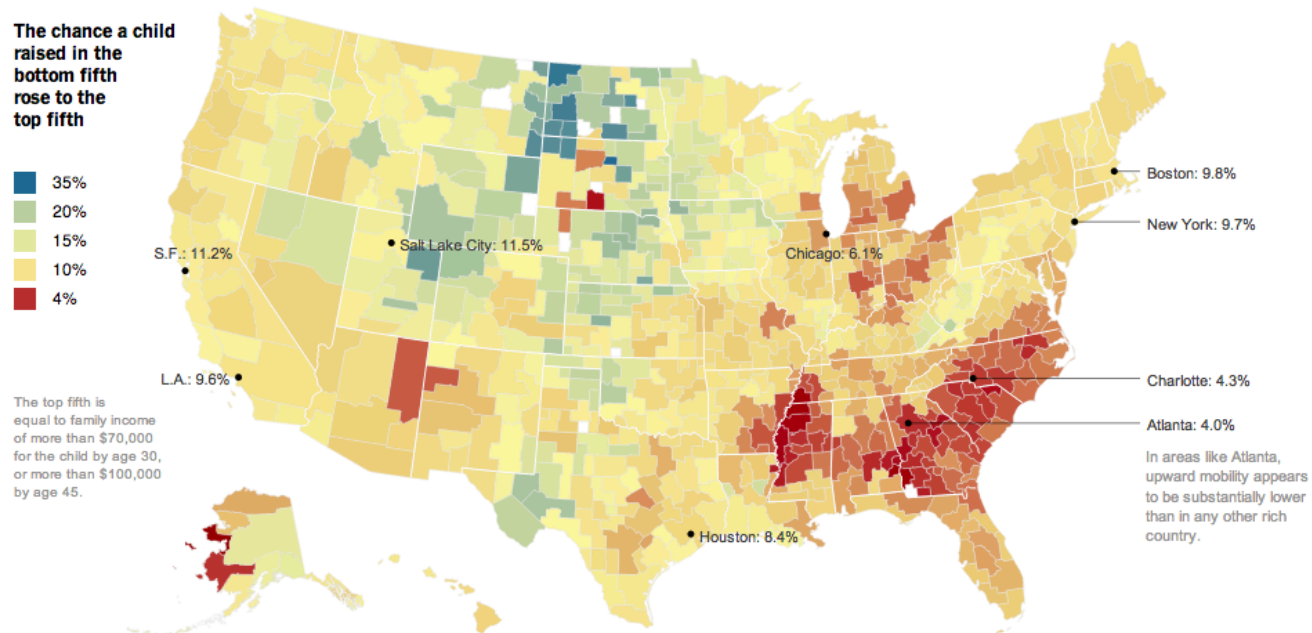 The chance a child
raised in the
bottom fifth
rose to the
top fifth
35%
20%
15%
10%
4%
S.F.: 11.2%
Salt Lake City: 11.5%
L.A.: 9.6%
Chicago: 6.1%
Houston: 8.4%
Boston: 9.8%
New York: 9.7%
Charlotte: 4.3%
Atlanta: 4.0%
In areas like Atlanta,
upward mobility appears
to be substantially lower
than in any other rich
country.
The top fifth is
equal to family income
of more than $70,000
for the child by age 30,
or more than $100,000
by age 45.